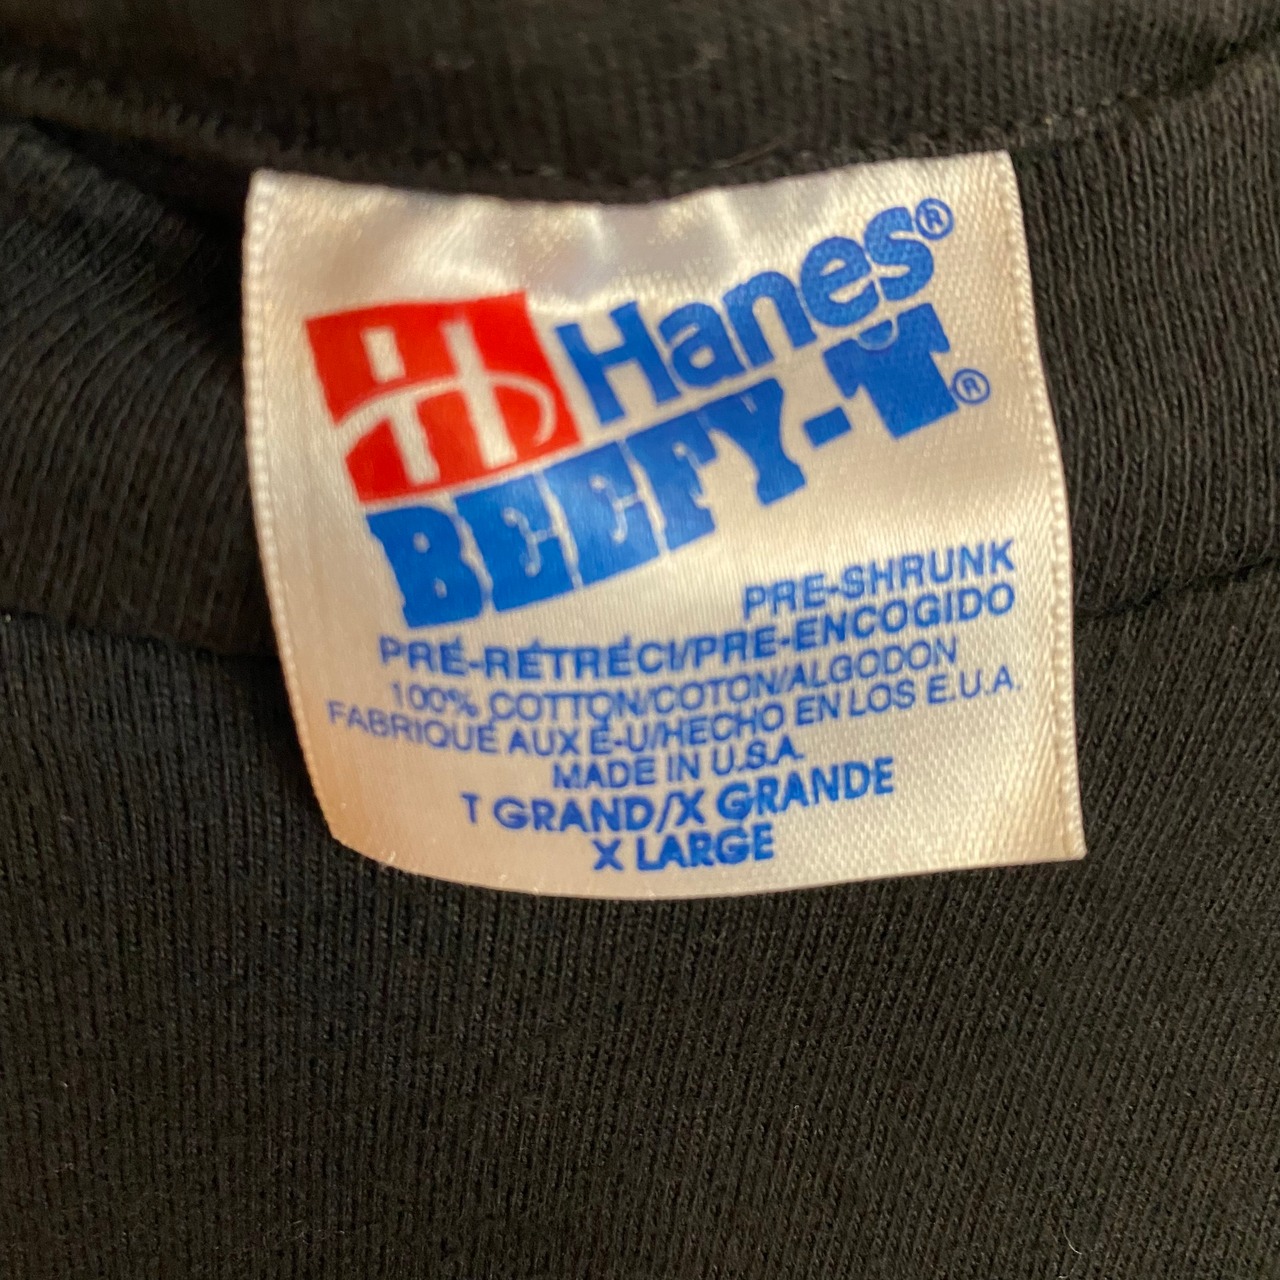 Hanes®
BEEFY-T®
PRE-SHRUNK
PRÉ-RÉTRÉCI/PRE-ENCOGIDO
100% COTTON/COTON/ALGODON
FABRIQUÉ AUX É-U/HECHO EN LOS E.U.A.
MADE IN U.S.A.
T GRAND/X GRANDE
X LARGE